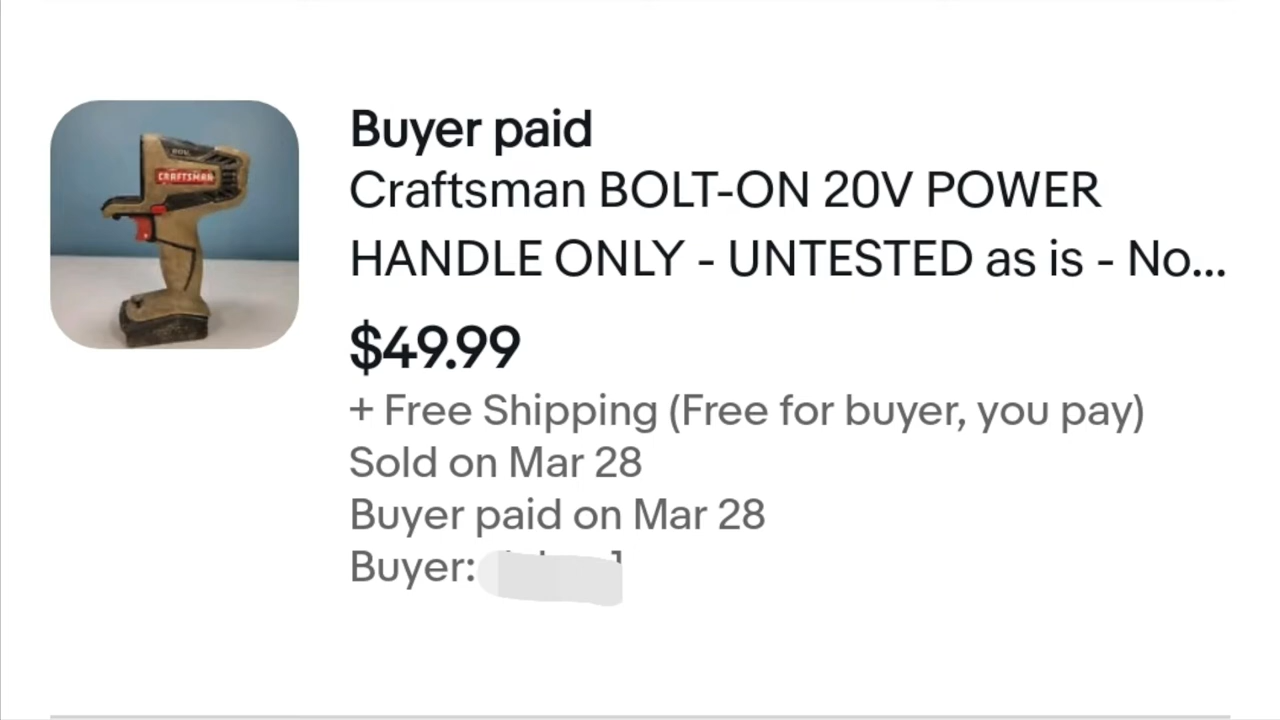 CRAFTSMAN
Buyer paid
Craftsman BOLT-ON 20V POWER
HANDLE ONLY - UNTESTED as is - No...
$49.99
+ Free Shipping (Free for buyer, you pay)
Sold on Mar 28
Buyer paid on Mar 28
Buyer: